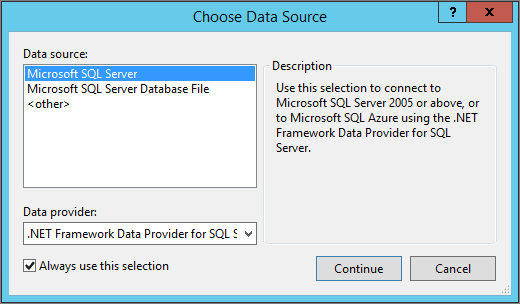 Choose Data Source
?
X
Data source:
Microsoft SQL Server
Microsoft SQL Server Database File
<other>
Description
Use this selection to connect to
Microsoft SQL Server 2005 or above, or
to Microsoft SQL Azure using the .NET
Framework Data Provider for SQL
Server.
Data provider:
.NET Framework Data Provider for SQL S
Always use this selection
Continue
Cancel